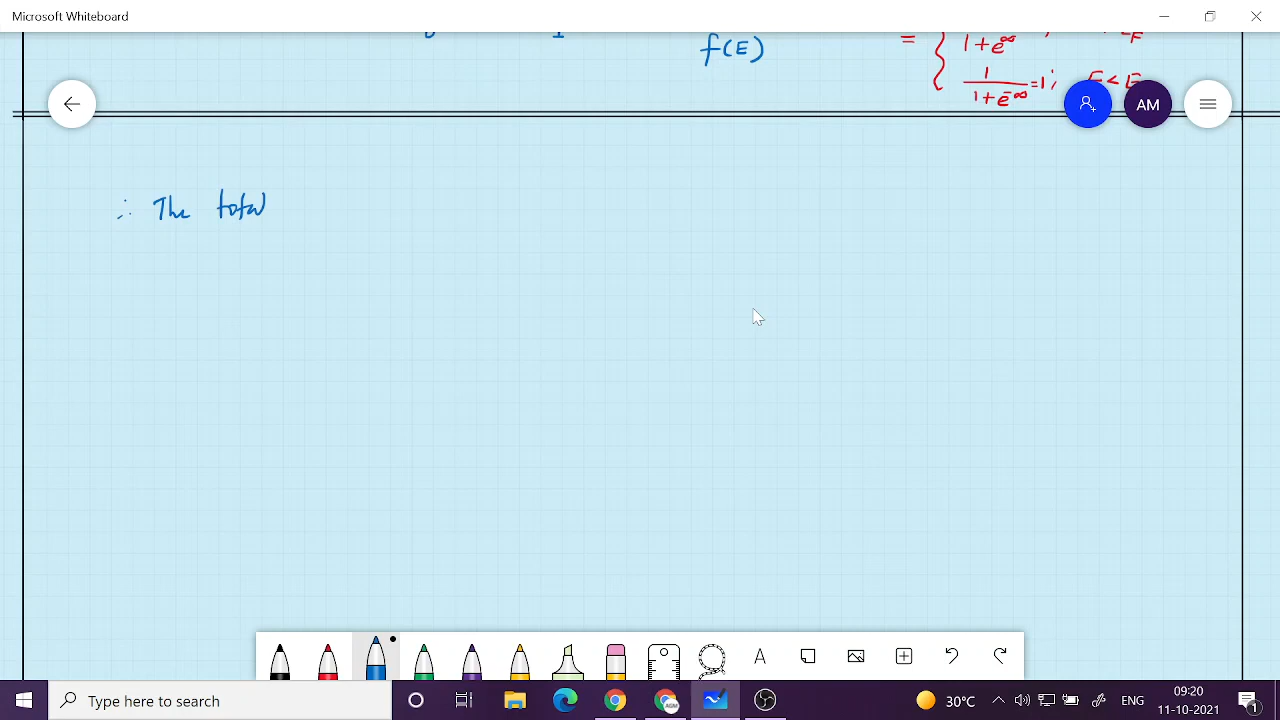 Microsoft Whiteboard
f(E)
= { 1+e^∞ ;
1/(1+e^-∞) = 1 ; E < E
AM
∴ The total
A
Type here to search
AGM
30°C
ENG
09:20
11-10-2021
1